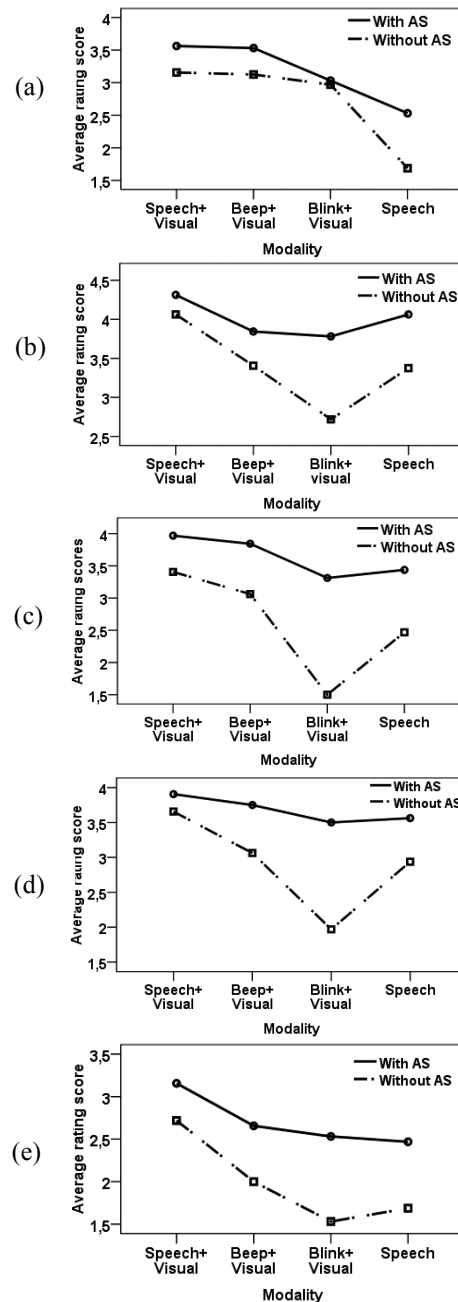 (a)
Average rating score
4
3,5
3
2,5
2
1,5
With AS
Without AS
Speech+ Beep+ Blink+ Speech
Visual Visual Visual
Modality
(b)
Average rating score
4,5
4
3,5
3
2,5
With AS
Without AS
Speech+ Beep+ Blink+ Speech
Visual Visual visual
Modality
(c)
Average rating scores
4
3,5
3
2,5
2
1,5
With AS
Without AS
Speech+ Beep+ Blink+ Speech
Visual Visual Visual
Modality
(d)
Average rating score
4
3,5
3
2,5
2
1,5
With AS
Without AS
Speech+ Beep+ Blink+ Speech
Visual Visual Visual
Modality
(e)
Average rating score
3,5
3
2,5
2
1,5
With AS
Without AS
Speech+ Beep+ Blink+ Speech
Visual Visual Visual
Modality